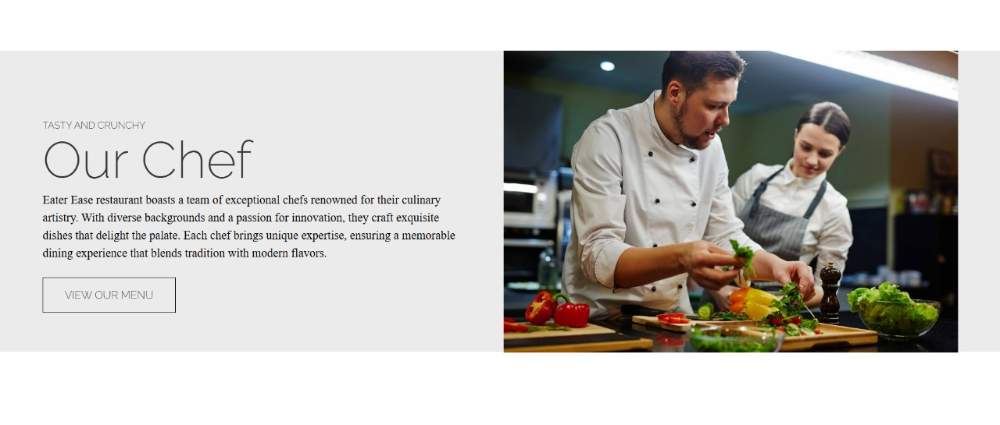 TASTY AND CRUNCHY
Our Chef
Eater Ease restaurant boasts a team of exceptional chefs renowned for their culinary
artistry. With diverse backgrounds and a passion for innovation, they craft exquisite
dishes that delight the palate. Each chef brings unique expertise, ensuring a memorable
dining experience that blends tradition with modern flavors.
VIEW OUR MENU